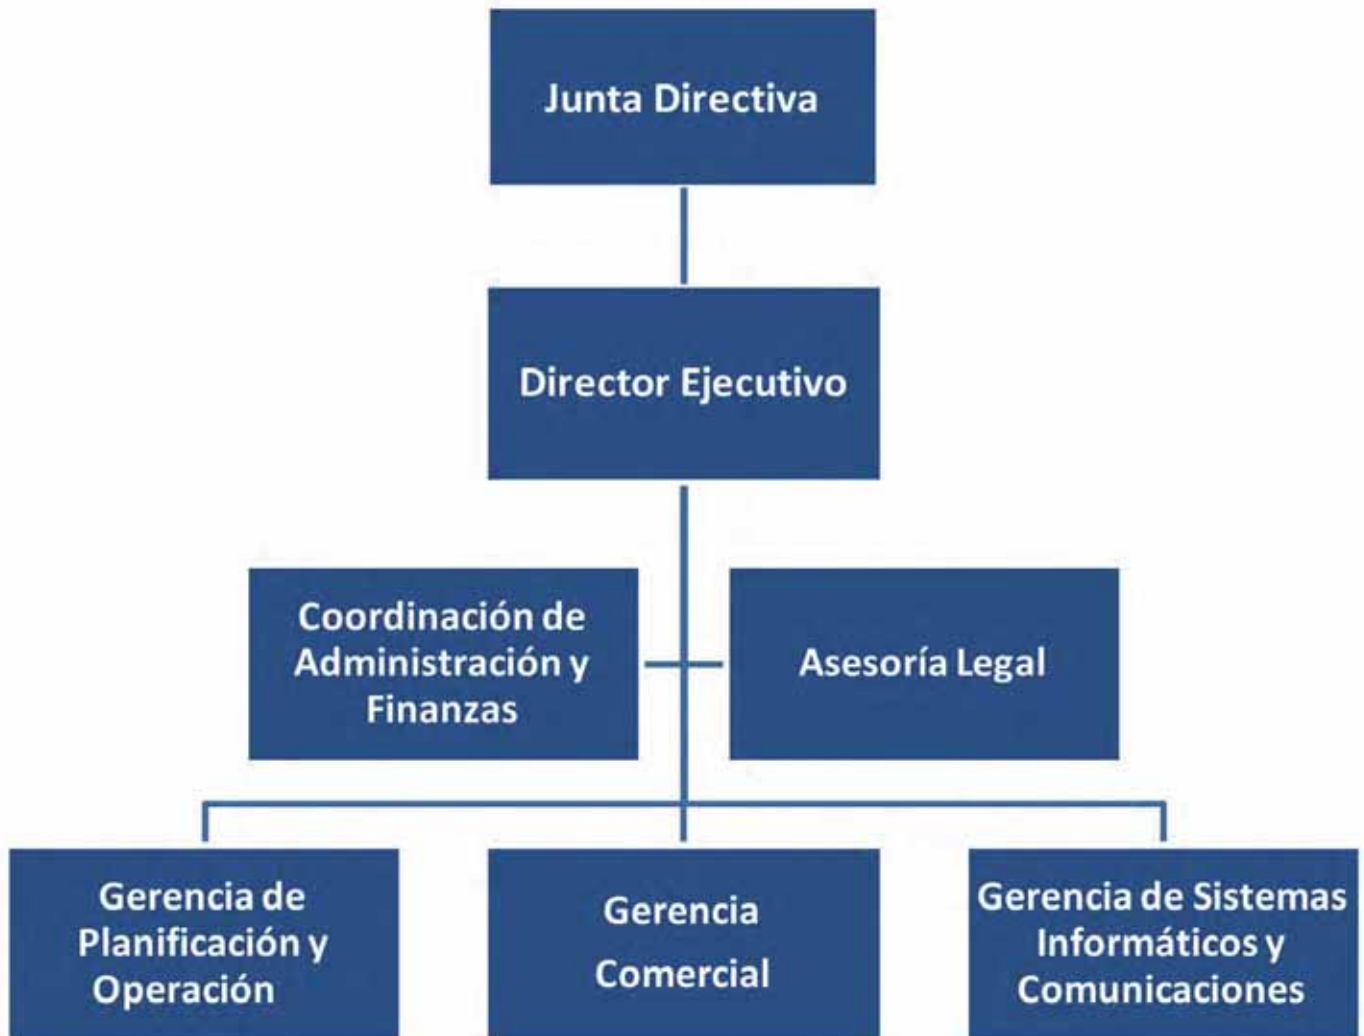 Junta Directiva
Director Ejecutivo
Coordinación de
Administración y
Finanzas
Asesoría Legal
Gerencia de
Planificación y
Operación
Gerencia
Comercial
Gerencia de Sistemas
Informáticos y
Comunicaciones